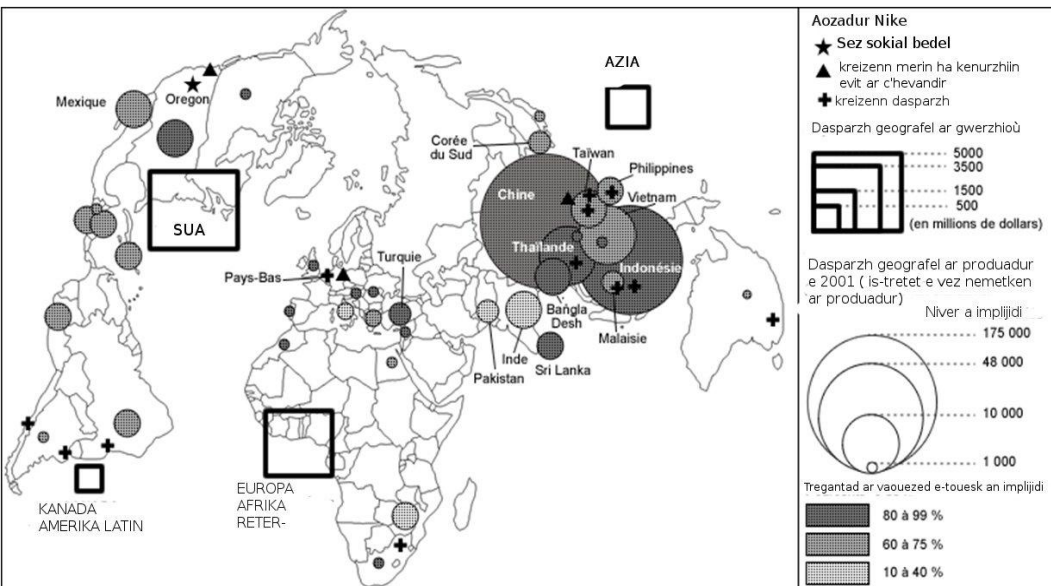 AZIA
Mexique
Oregon
Corée
du Sud
Taïwan
Philippines
Chine
Vietnam
SUA
Thaïlande
Turquie
Indonésie
Pays-Bas
Bangla
Desh
Malaisie
Inde
Sri Lanka
Pakistan
EUROPA
AFRIKA
RETER-
KANADA
AMERIKA LATIN
Aozadur Nike
Sez sokial bedel
kreizenn merin ha kenurzhiin
evit ar c'hevandir
kreizenn dasparzh
Dasparzh geografel ar gwerzhioù
5000
3500
1500
500
(en millions de dollars)
Dasparzh geografel ar produadur
e 2001 ( is-tretet e vez nemetken
ar produadur)
Niver a implijidi
175 000
48 000
10 000
1 000
Tregantad ar vaouezed e-touesk an implijidi
80 à 99 %
60 à 75 %
10 à 40 %